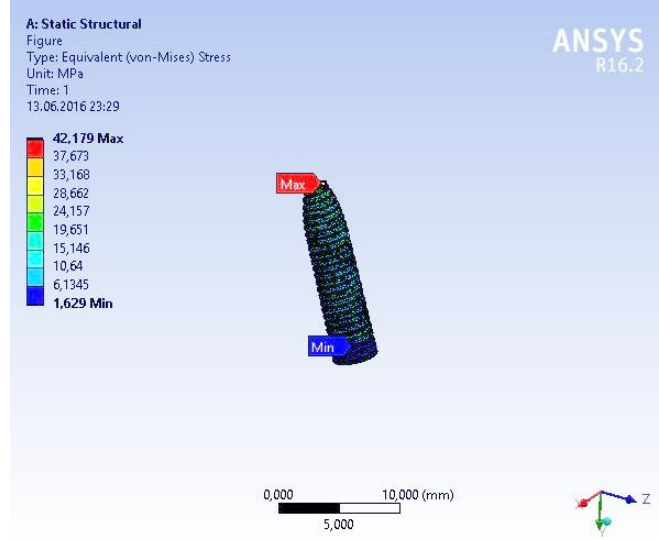 A: Static Structural
Figure
Type: Equivalent (von-Mises) Stress
Unit: MPa
Time: 1
13.06.2016 23:29
ANSYS
R16.2
42,179 Max
37,673
33,168
28,662
24,157
19,651
15,146
10,64
6,1345
1,629 Min
Max
Min
0,000 10,000 (mm)
5,000
Z